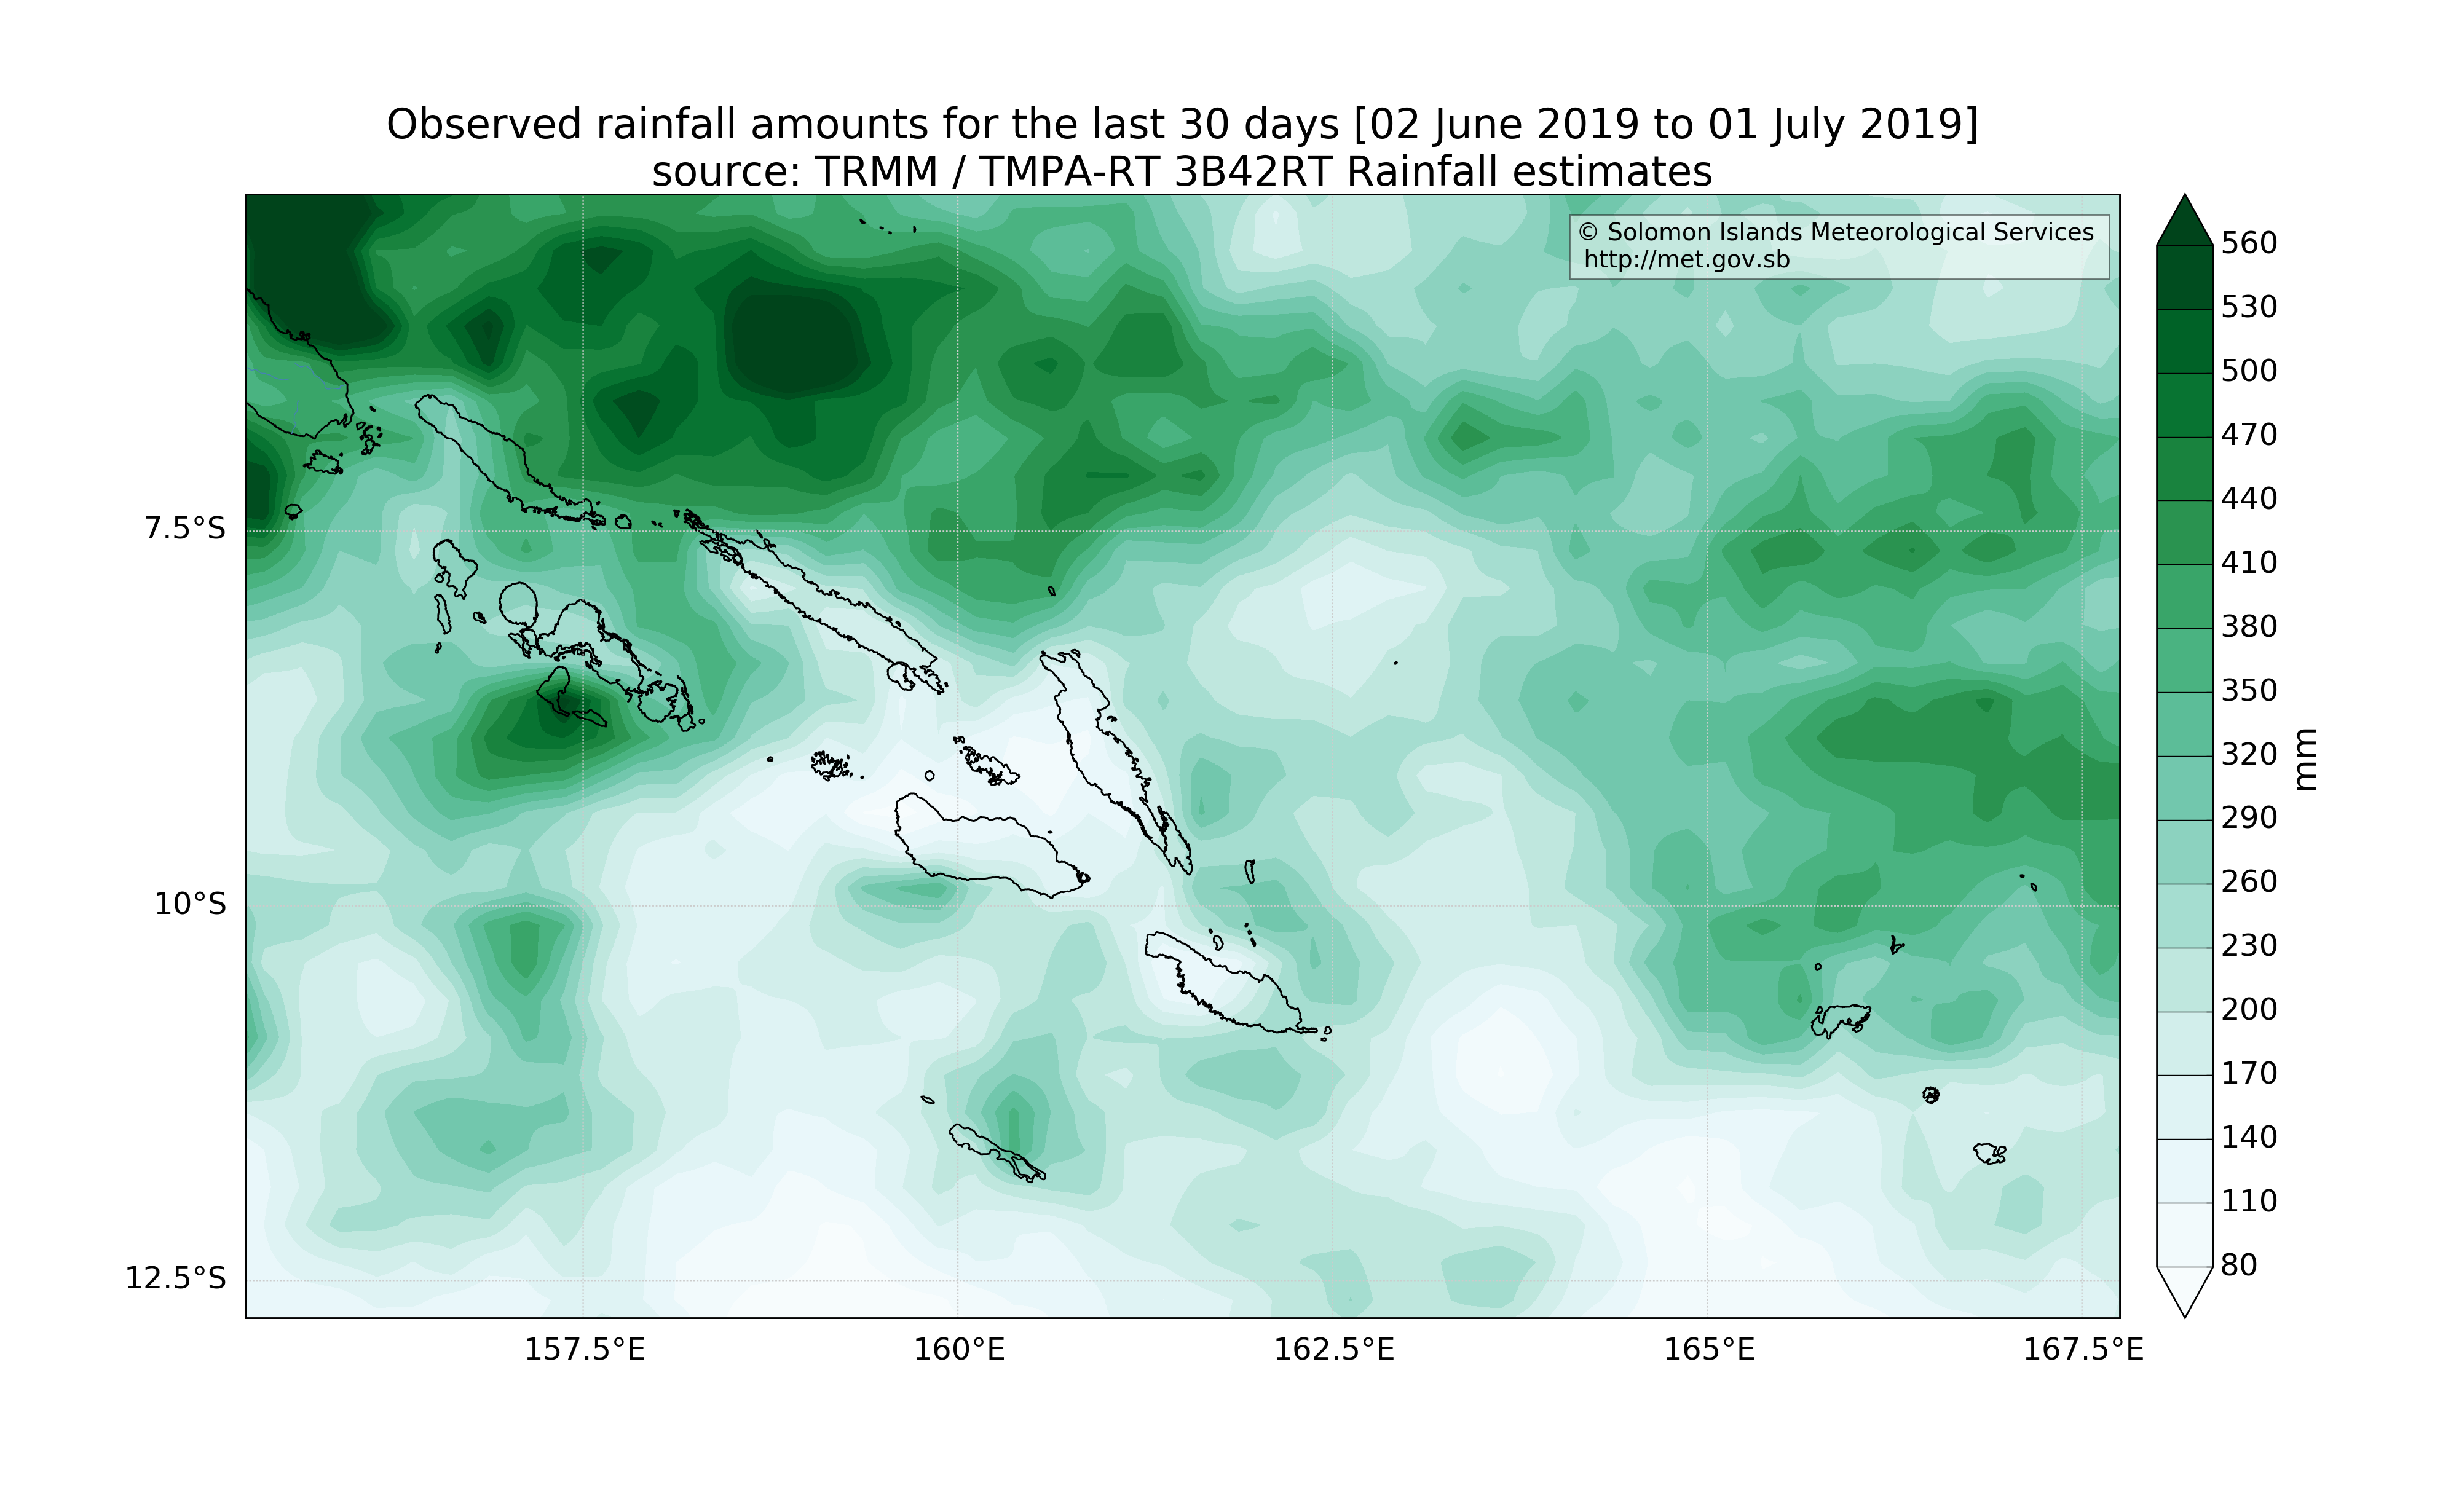 Observed rainfall amounts for the last 30 days [02 June 2019 to 01 July 2019]
source: TRMM / TMPA-RT 3B42RT Rainfall estimates
© Solomon Islands Meteorological Services
http://met.gov.sb
7.5°S
10°S
12.5°S
157.5°E
160°E
162.5°E
165°E
167.5°E
560
530
500
470
440
410
380
350
320
290
260
230
200
170
140
110
80
mm